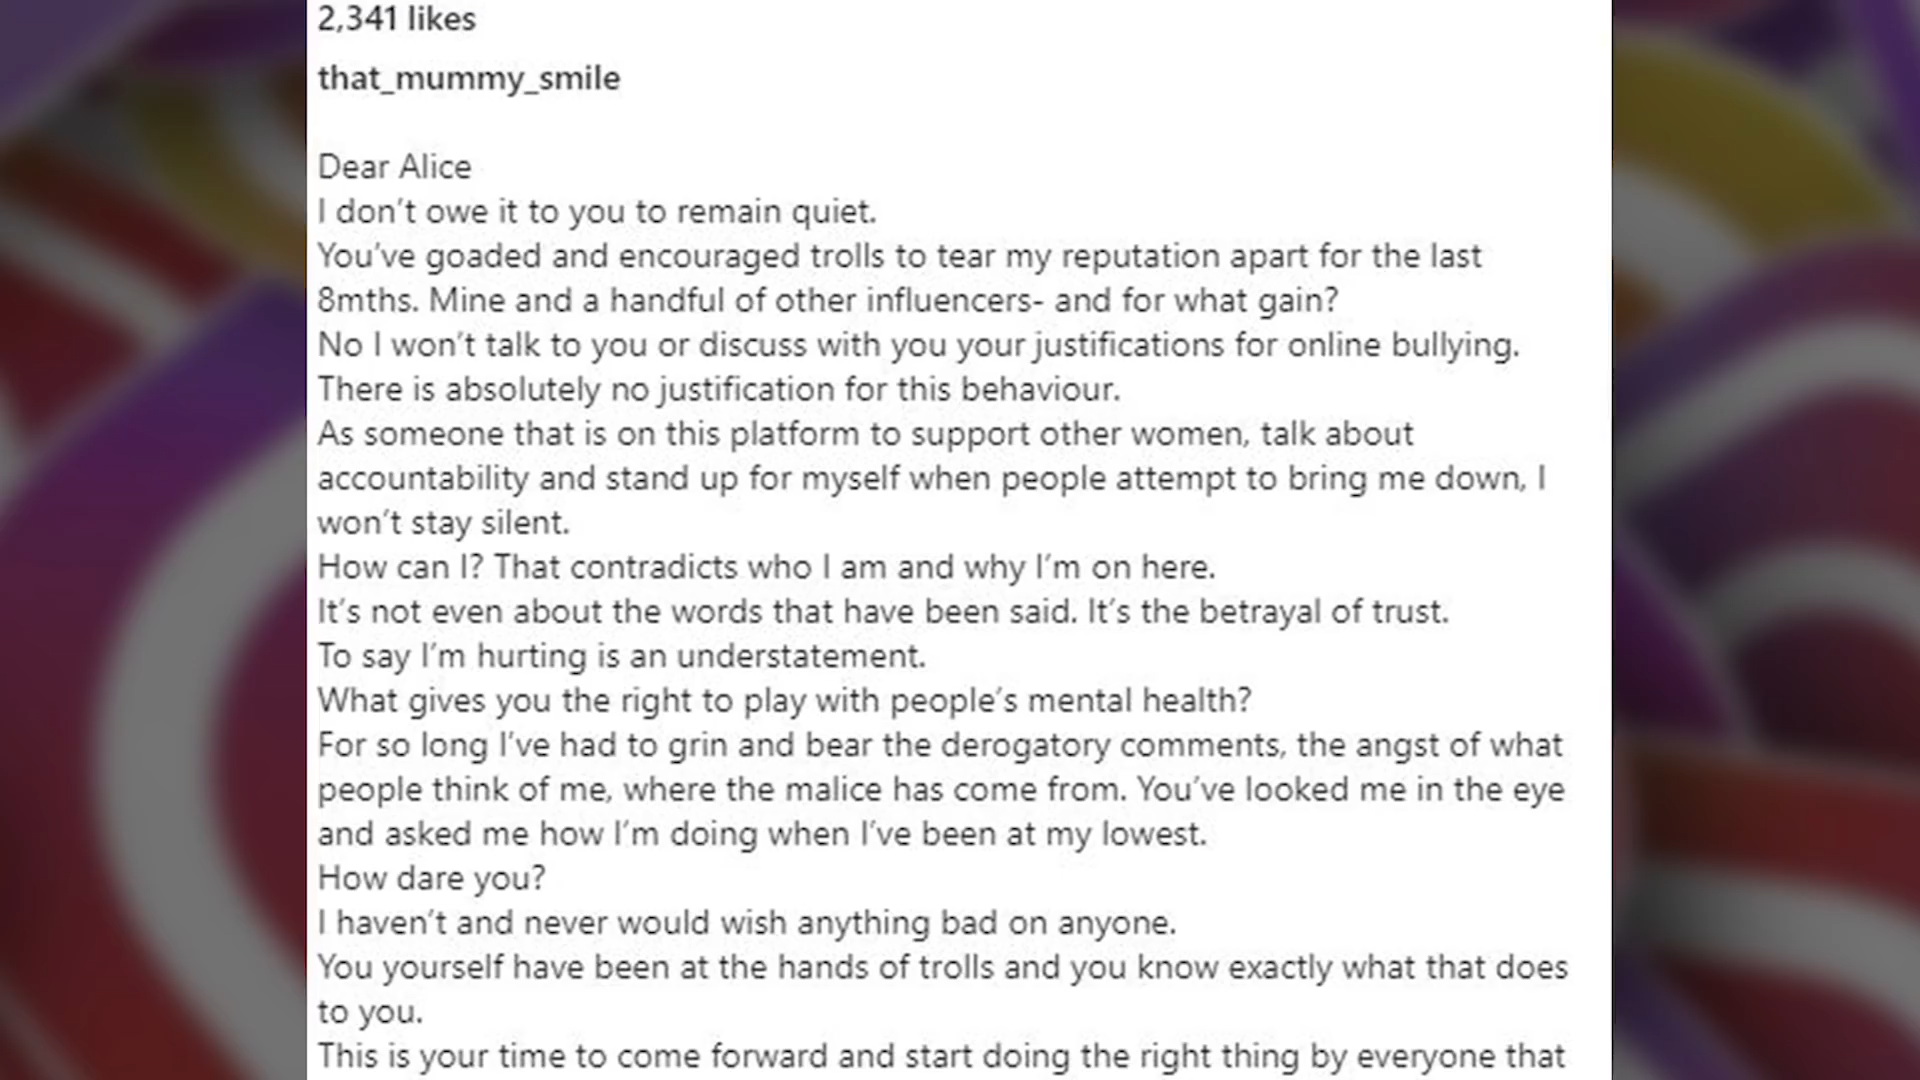 2,341 likes
that_mummy_smile
Dear Alice
I don't owe it to you to remain quiet.
You've goaded and encouraged trolls to tear my reputation apart for the last
8mths. Mine and a handful of other influencers- and for what gain?
No I won't talk to you or discuss with you your justifications for online bullying.
There is absolutely no justification for this behaviour.
As someone that is on this platform to support other women, talk about
accountability and stand up for myself when people attempt to bring me down, I
won't stay silent.
How can I? That contradicts who I am and why I'm on here.
It's not even about the words that have been said. It's the betrayal of trust.
To say I'm hurting is an understatement.
What gives you the right to play with people's mental health?
For so long I've had to grin and bear the derogatory comments, the angst of what
people think of me, where the malice has come from. You've looked me in the eye
and asked me how I'm doing when I've been at my lowest.
How dare you?
I haven't and never would wish anything bad on anyone.
You yourself have been at the hands of trolls and you know exactly what that does
to you.
This is your time to come forward and start doing the right thing by everyone that